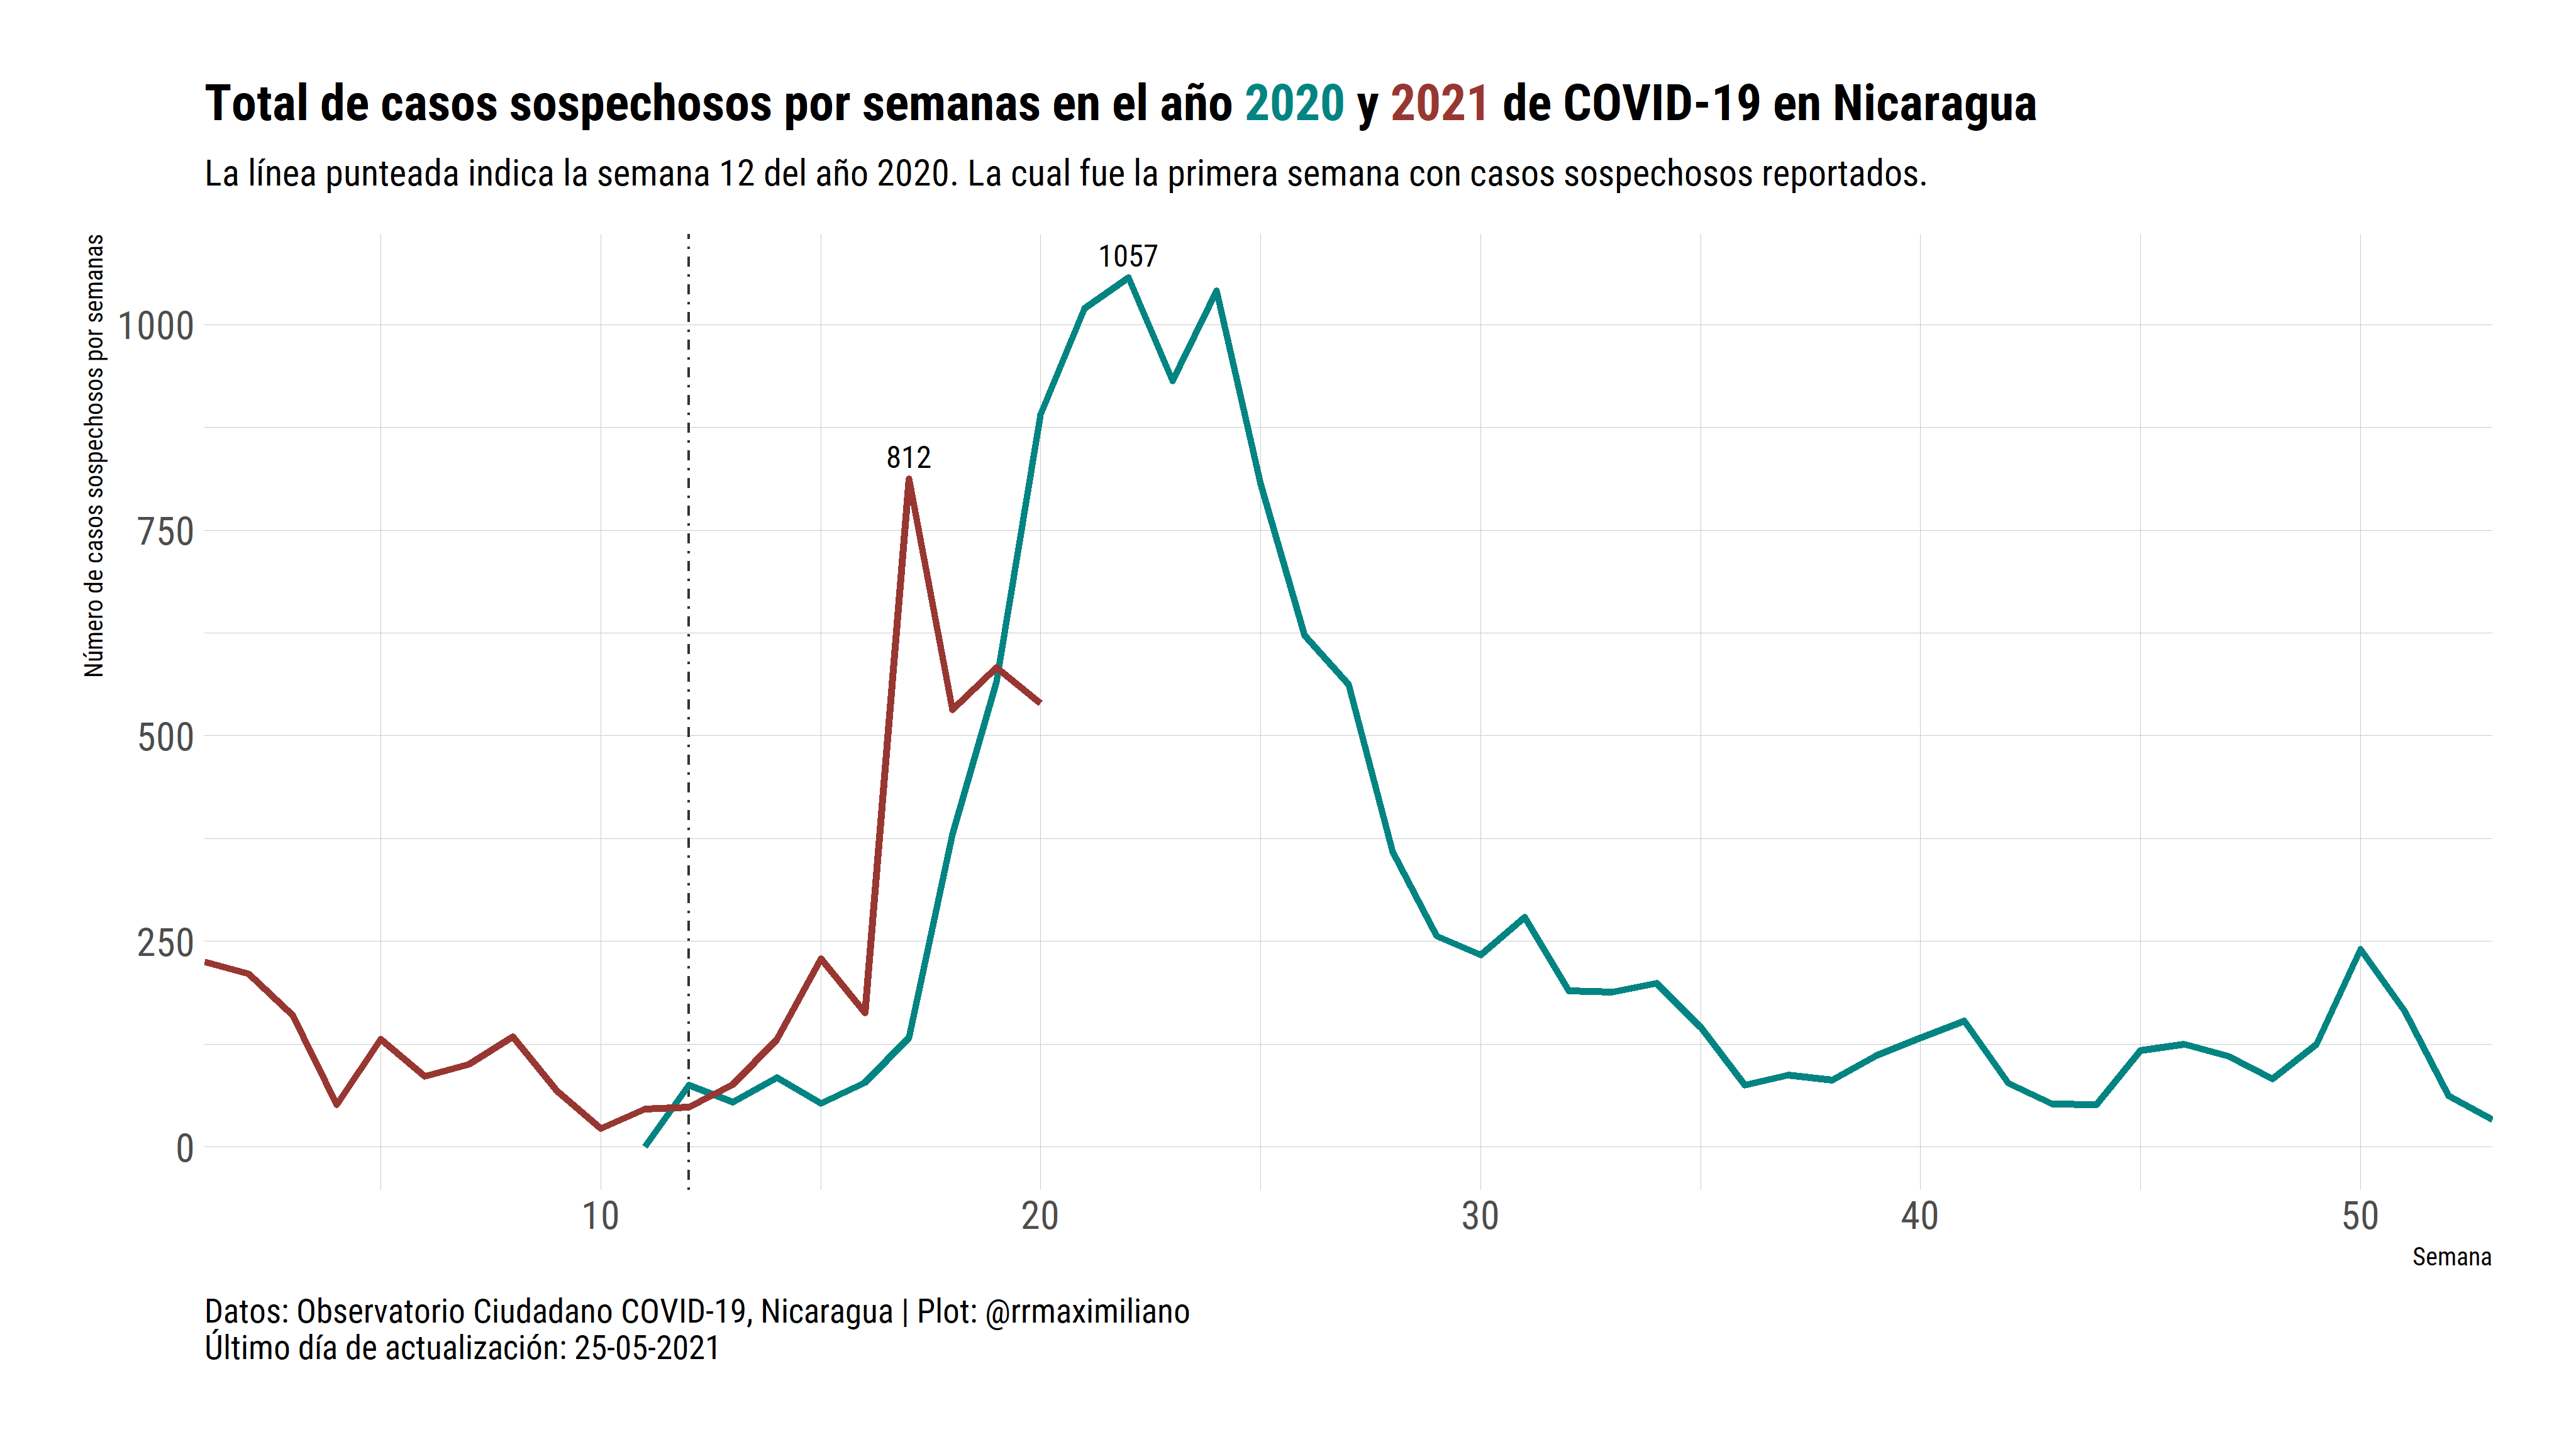 Total de casos sospechosos por semanas en el año 2020 y 2021 de COVID-19 en Nicaragua
La línea punteada indica la semana 12 del año 2020. La cual fue la primera semana con casos sospechosos reportados.
Número de casos sospechosos por semanas
1057
1000
812
750
500
250
0
10
20
30
40
50
Semana
Datos: Observatorio Ciudadano COVID-19, Nicaragua | Plot: @rrmaximiliano
Último día de actualización: 25-05-2021